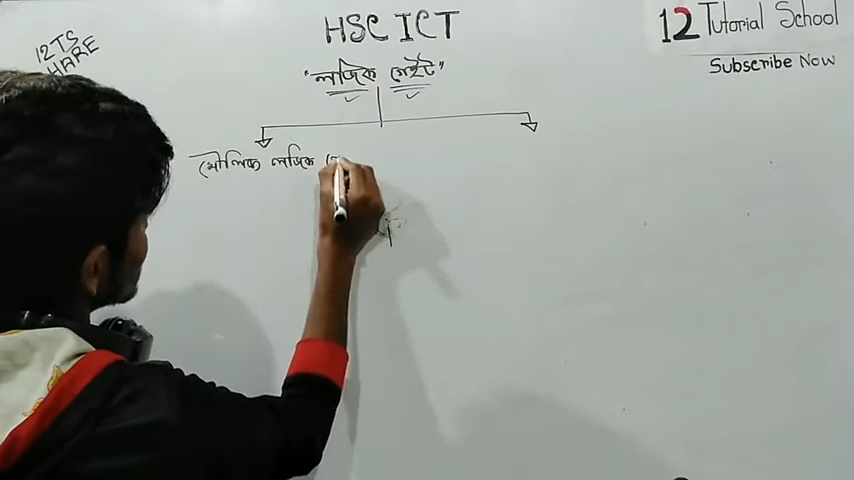 12TS
HARE
HSC ICT
"লজিক গেইট"
12 Tutorial School
Subscribe Now
মৌলিক লজিক